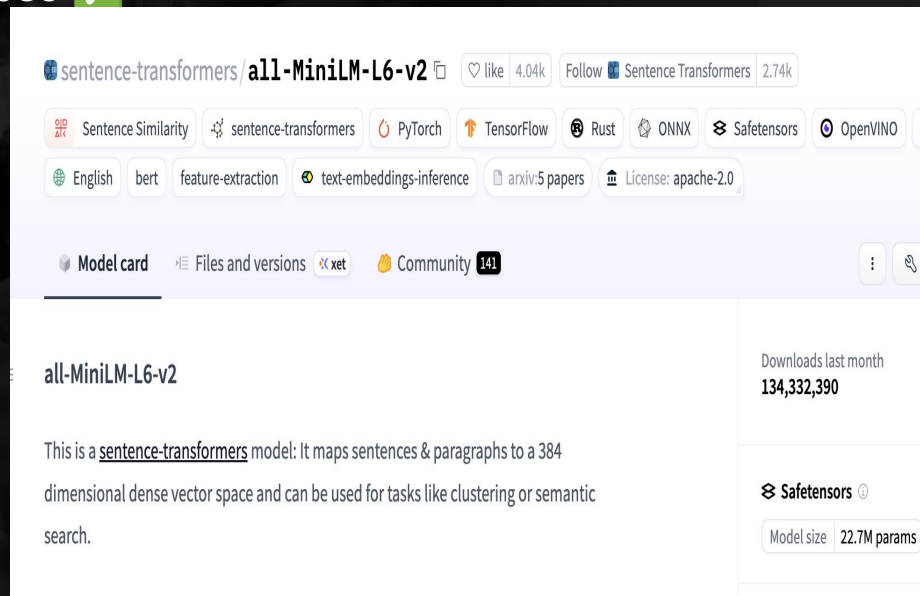 sentence-transformers/all-MiniLM-L6-v2 like 4.04k Follow Sentence Transformers 2.74k
Sentence Similarity sentence-transformers PyTorch TensorFlow Rust ONNX Safetensors OpenVINO
English bert feature-extraction text-embeddings-inference arxiv:5 papers License: apache-2.0
Model card Files and versions xet Community 141
all-MiniLM-L6-v2
Downloads last month
134,332,390
This is a sentence-transformers model: It maps sentences & paragraphs to a 384
dimensional dense vector space and can be used for tasks like clustering or semantic
search.
Safetensors
Model size 22.7M params